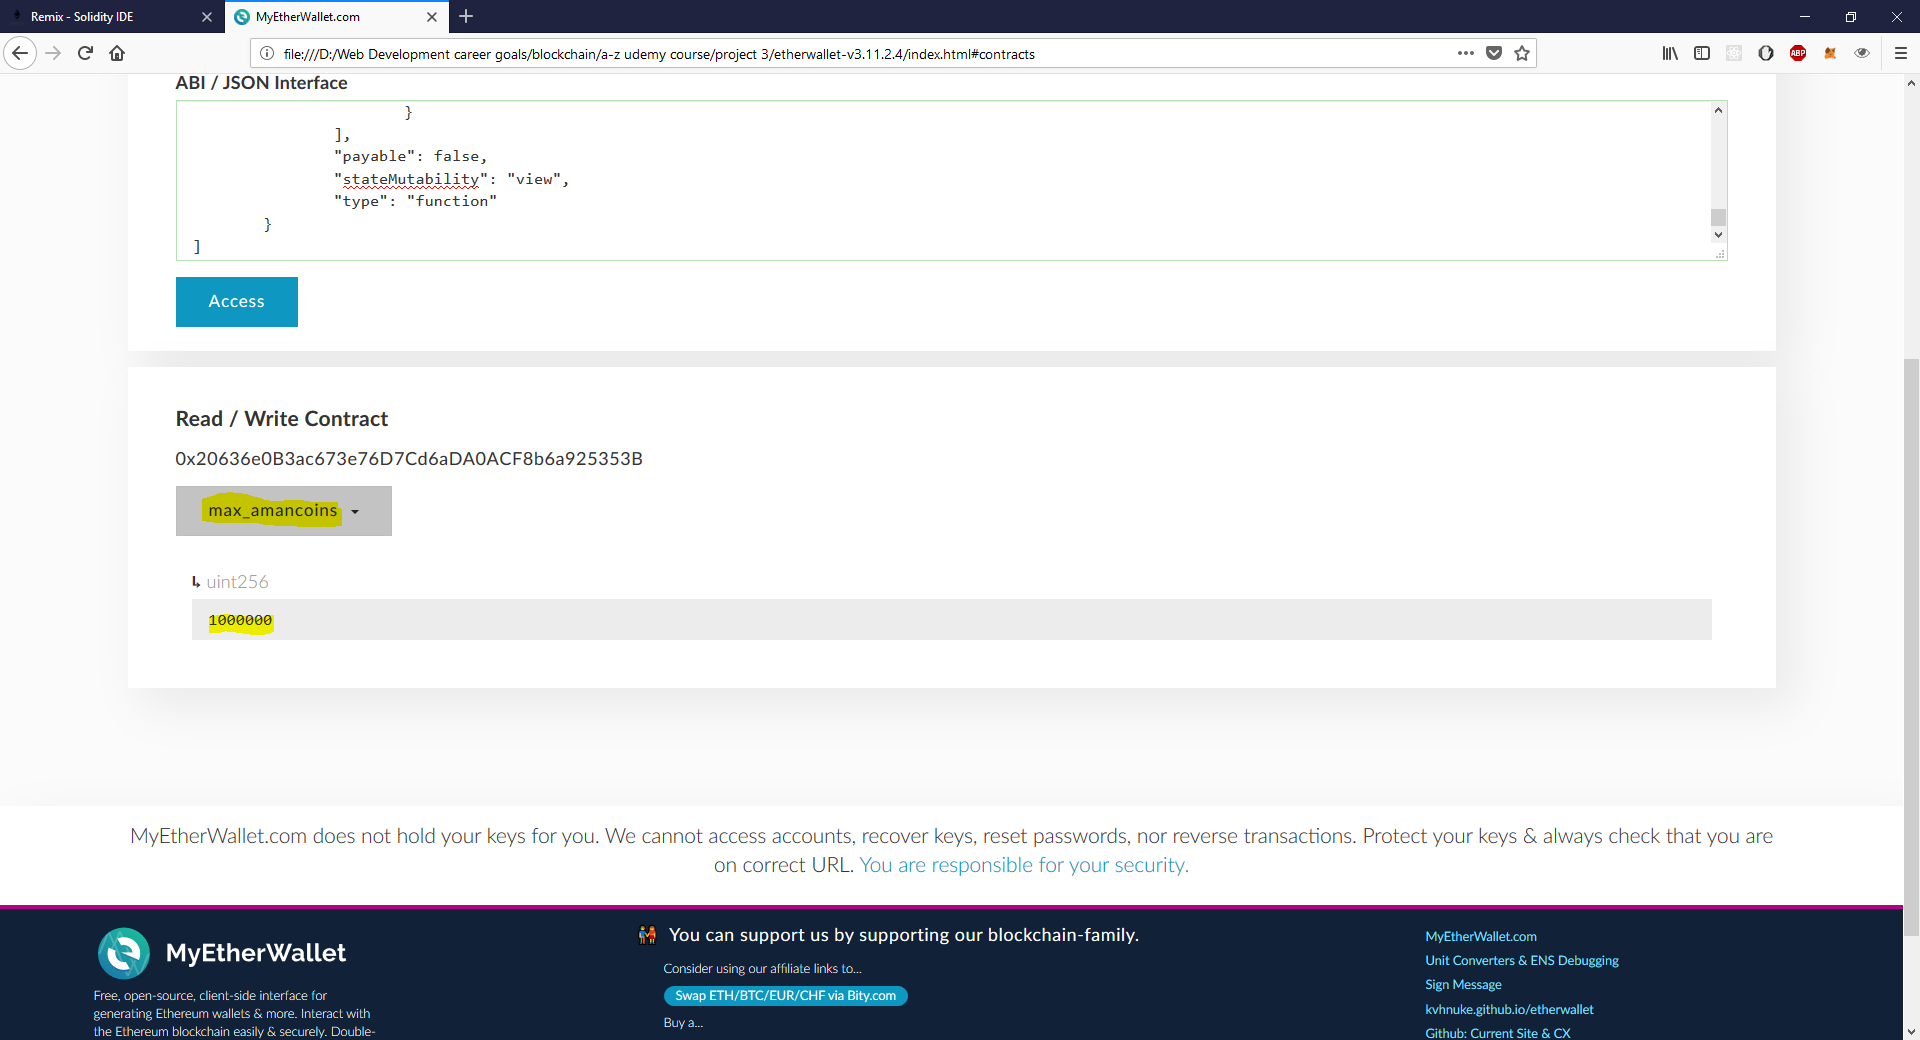 Remix - Solidity IDE
MyEtherWallet.com
file:///D:/Web Development career goals/blockchain/a-z udemy course/project 3/etherwallet-v3.11.2.4/index.html#contracts
ABP
ABI / JSON Interface
}
],
"payable": false,
"stateMutability": "view",
"type": "function"
}
]
Access
Read / Write Contract
0x20636e0B3ac673e76D7Cd6aDA0ACF8b6a925353B
max_amancoins
↳ uint256
1000000
MyEtherWallet.com does not hold your keys for you. We cannot access accounts, recover keys, reset passwords, nor reverse transactions. Protect your keys & always check that you are
on correct URL. You are responsible for your security.
MyEtherWallet
Free, open-source, client-side interface for
generating Ethereum wallets & more. Interact with
the Ethereum blockchain easily & securely. Double-
You can support us by supporting our blockchain-family.
Consider using our affiliate links to...
Swap ETH/BTC/EUR/CHF via Bity.com
Buy a...
MyEtherWallet.com
Unit Converters & ENS Debugging
Sign Message
kvhnuke.github.io/etherwallet
Github: Current Site & CX